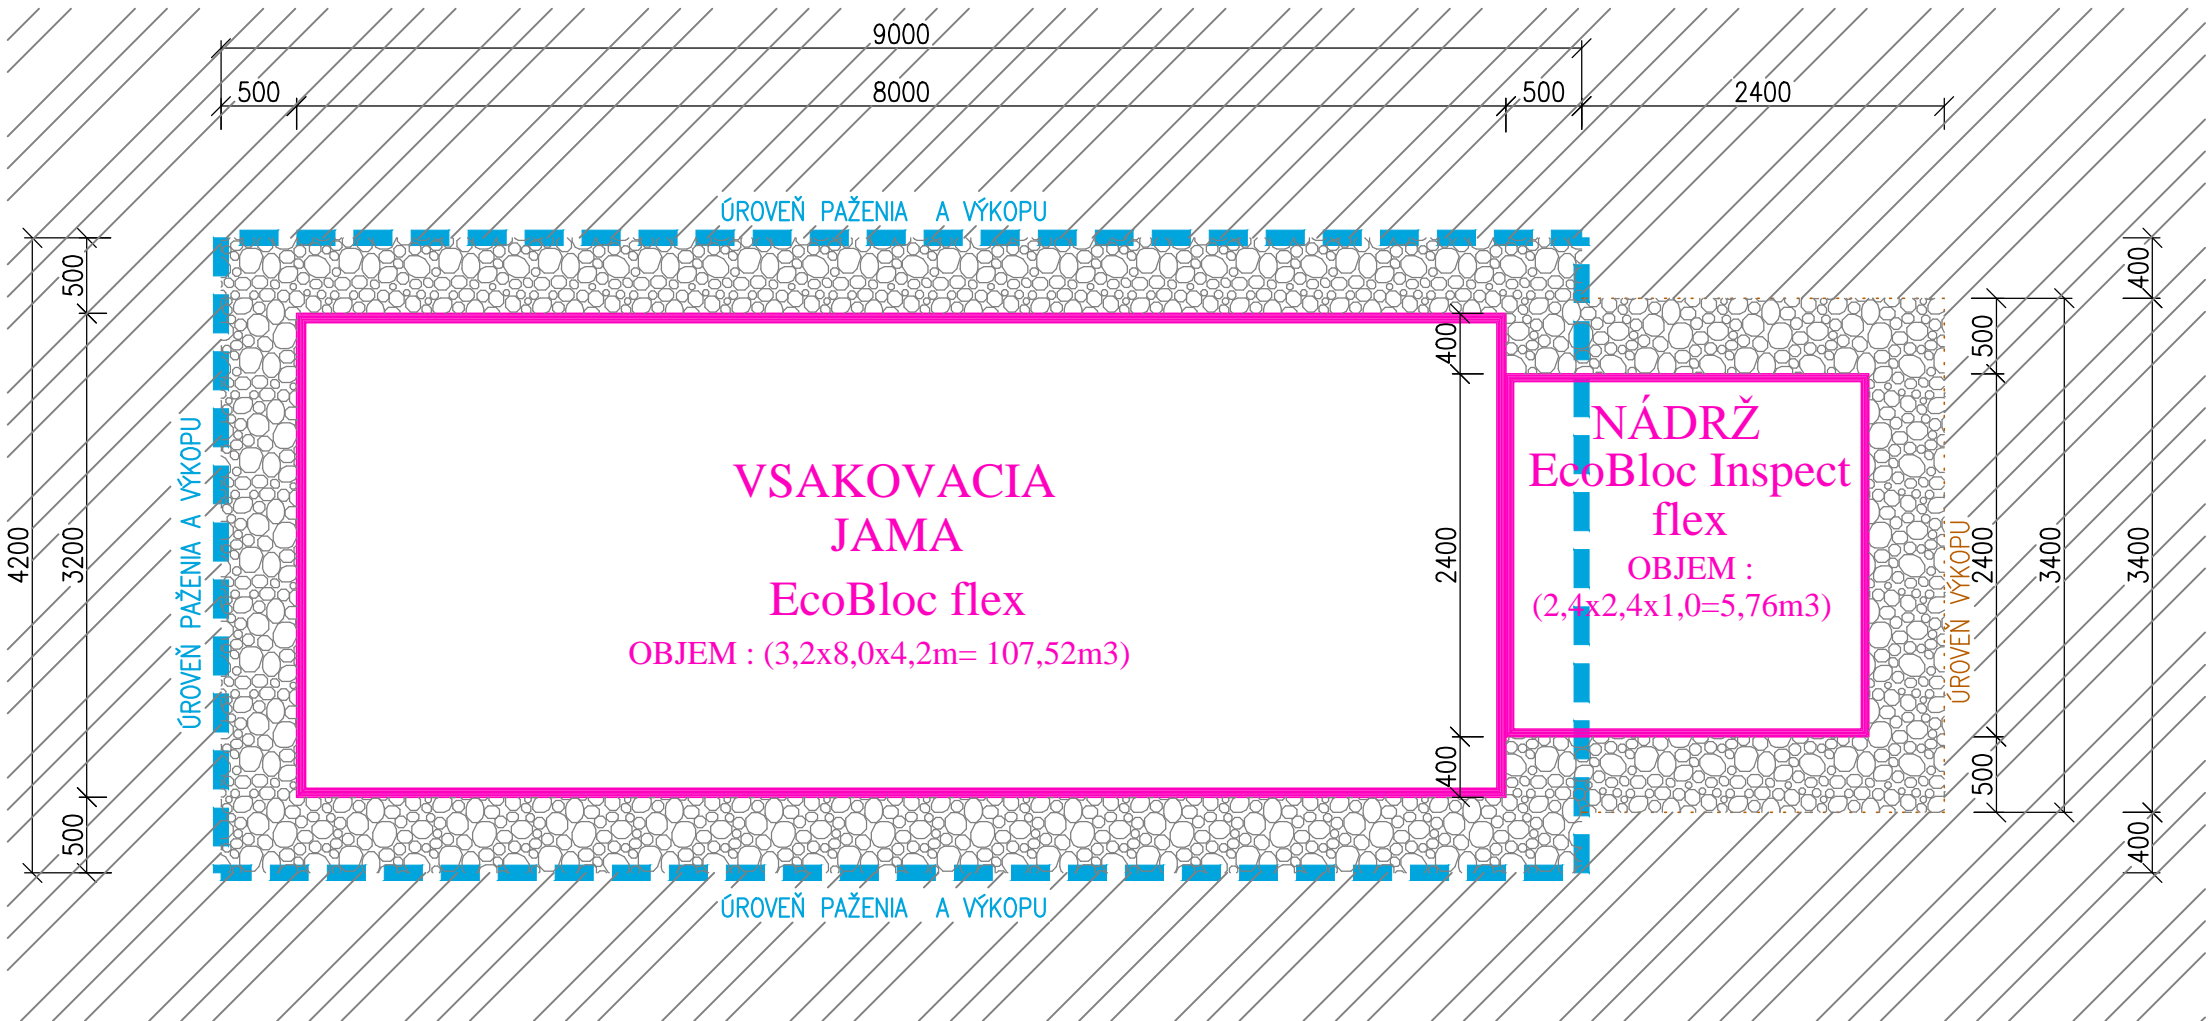 9000
500
8000
500
2400
ÚROVEŇ PAŽENIA A VÝKOPU
4200
500
3200
500
ÚROVEŇ PAŽENIA A VÝKOPU
VSAKOVACIA
JAMA
EcoBloc flex
OBJEM : (3,2x8,0x4,2m= 107,52m3)
400
2400
400
NÁDRŽ
EcoBloc Inspect
flex
OBJEM :
(2,4x2,4x1,0=5,76m3)
ÚROVEŇ VÝKOPU
500
2400
500
3400
400
3400
400
ÚROVEŇ PAŽENIA A VÝKOPU